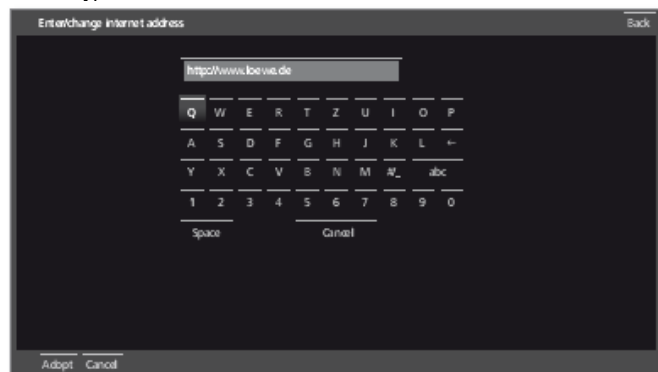 Enter/change internet address Back
http://www.loewe.de
Q W E R T Z U I O P
A S D F G H J K L ←
Y X C V B N M #/_ abc
1 2 3 4 5 6 7 8 9 0
Space Cancel
Adopt Cancel